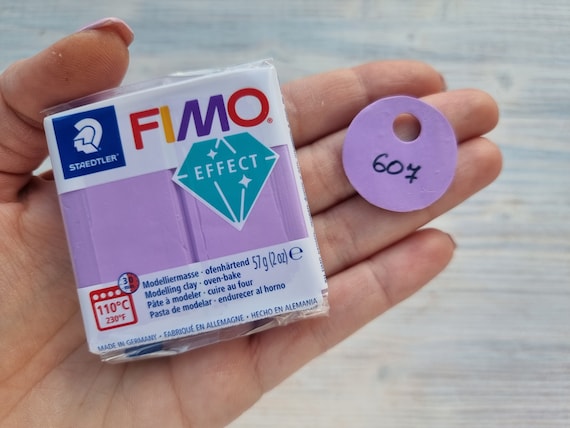 STAEDTLER
FIMO®
EFFECT
57 g (2 oz) e
Modelliermasse · ofenhärtend
Modelling clay · oven-bake
Pâte à modeler · cuire au four
Pasta de modelar · endurecer al horno
110°C
230°F
MADE IN GERMANY · FABRIQUÉ EN ALLEMAGNE · HECHO EN ALEMANIA
607